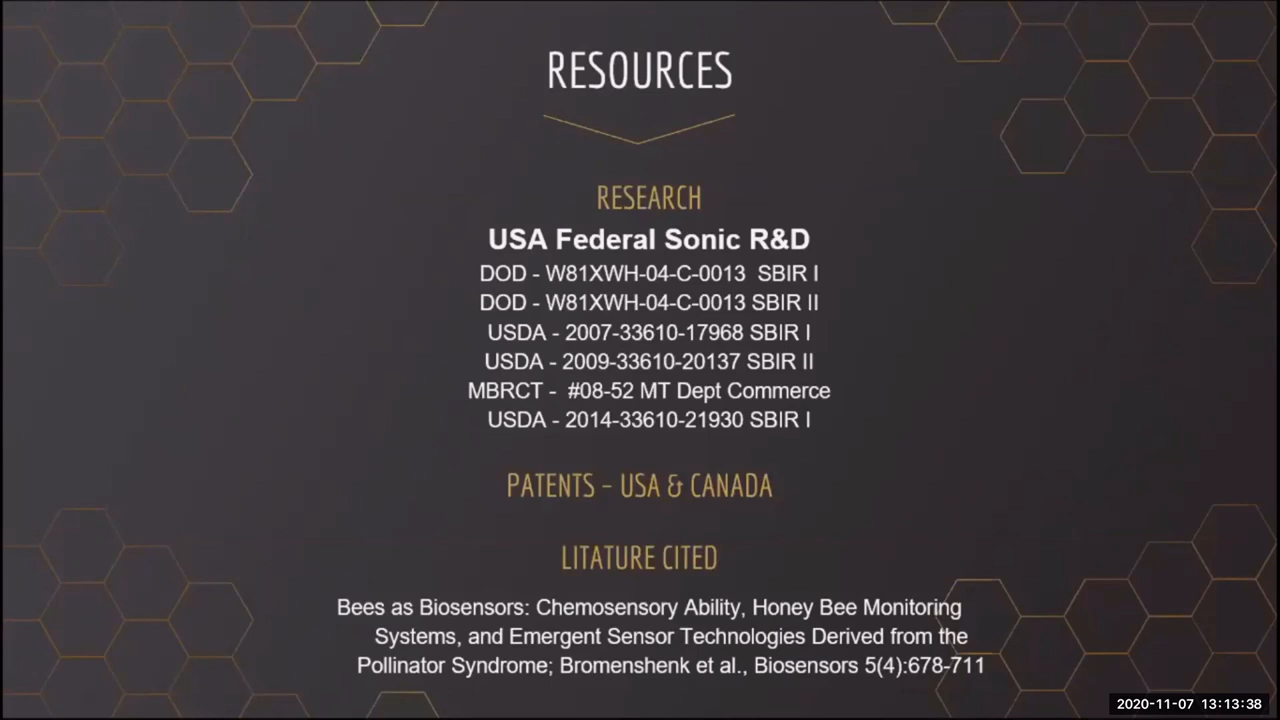 RESOURCES
RESEARCH
USA Federal Sonic R&D
DOD - W81XWH-04-C-0013 SBIR I
DOD - W81XWH-04-C-0013 SBIR II
USDA - 2007-33610-17968 SBIR I
USDA - 2009-33610-20137 SBIR II
MBRCT - #08-52 MT Dept Commerce
USDA - 2014-33610-21930 SBIR I
PATENTS - USA & CANADA
LITATURE CITED
Bees as Biosensors: Chemosensory Ability, Honey Bee Monitoring
Systems, and Emergent Sensor Technologies Derived from the
Pollinator Syndrome; Bromenshenk et al., Biosensors 5(4):678-711
2020-11-07 13:13:38